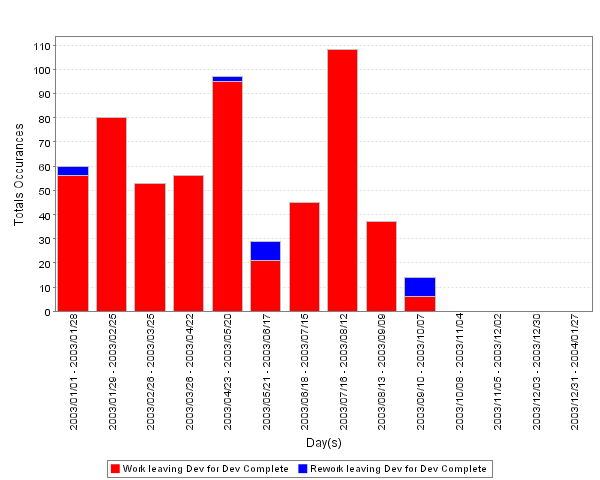 110
100
90
80
70
60
50
40
30
20
10
0
Totals Occurances
2003/01/01 - 2003/01/28
2003/01/29 - 2003/02/25
2003/02/26 - 2003/03/25
2003/03/26 - 2003/04/22
2003/04/23 - 2003/05/20
2003/05/21 - 2003/06/17
2003/06/18 - 2003/07/15
2003/07/16 - 2003/08/12
2003/08/13 - 2003/09/09
2003/09/10 - 2003/10/07
2003/10/08 - 2003/11/04
2003/11/05 - 2003/12/02
2003/12/03 - 2003/12/30
2003/12/31 - 2004/01/27
Day(s)
Work leaving Dev for Dev Complete
Rework leaving Dev for Dev Complete